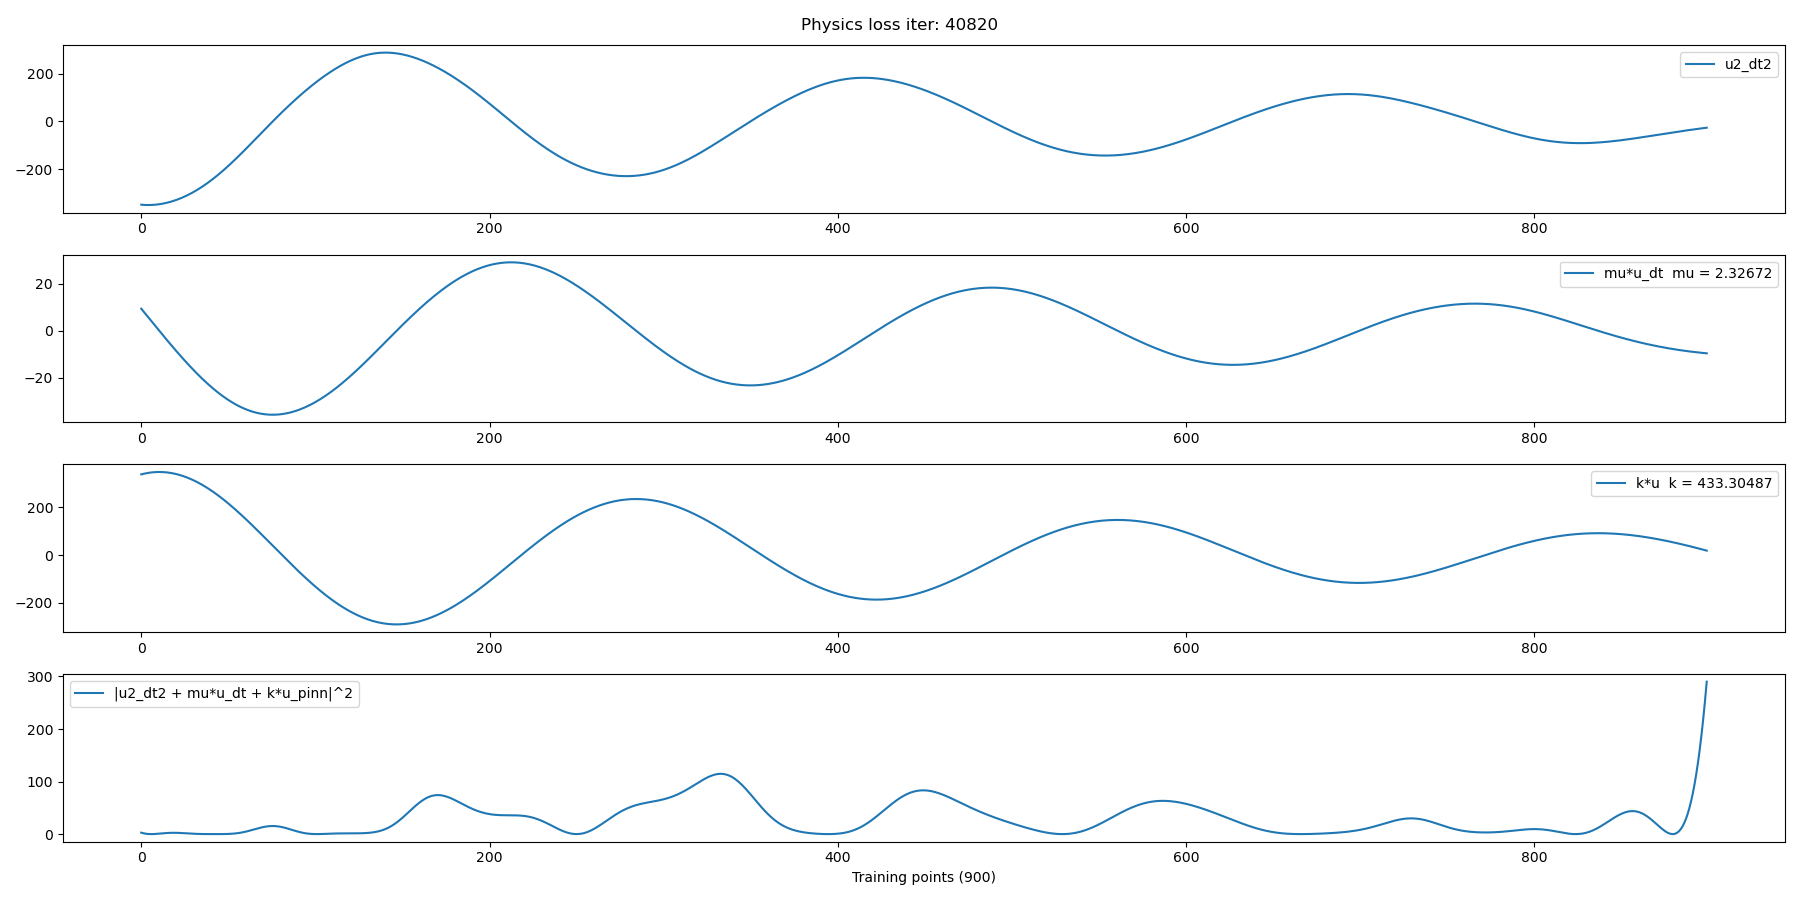 Physics loss iter: 40820
u2_dt2
200
0
−200
0 200 400 600 800
mu*u_dt  mu = 2.32672
20
0
−20
0 200 400 600 800
k*u  k = 433.30487
200
0
−200
0 200 400 600 800
|u2_dt2 + mu*u_dt + k*u_pinn|^2
300
200
100
0
0 200 400 600 800
Training points (900)